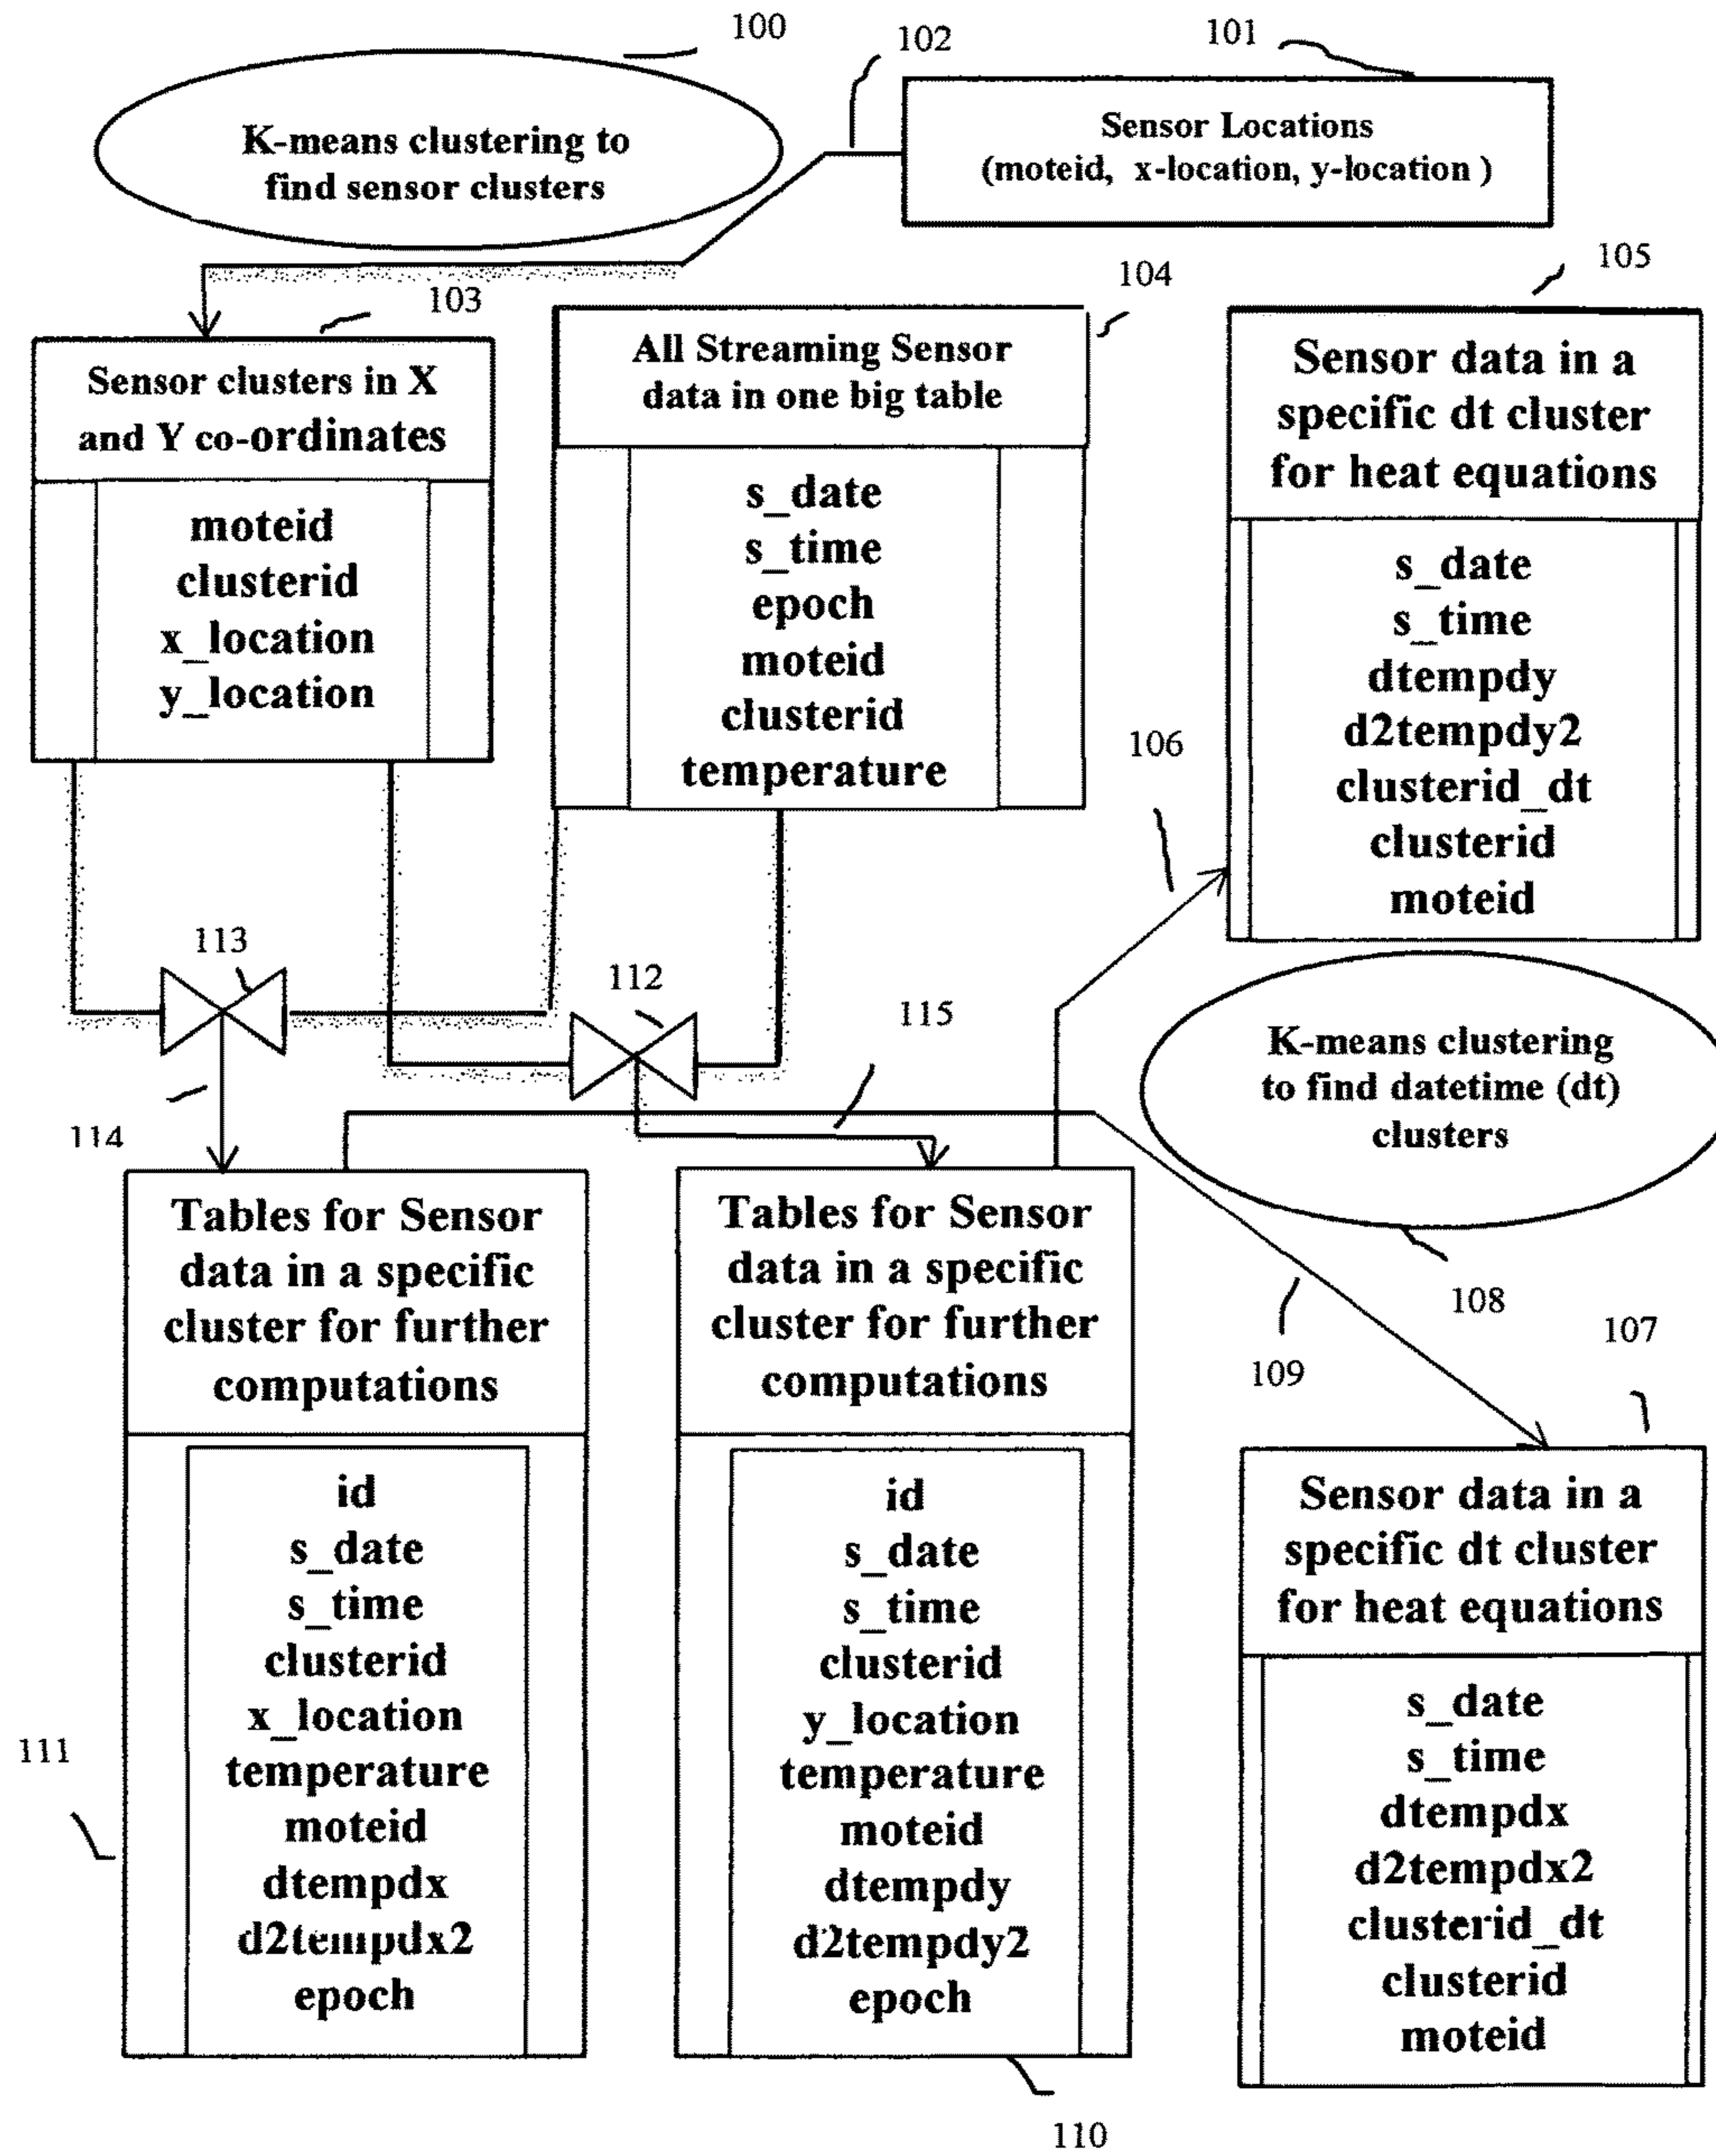 100
102
101
K-means clustering to
find sensor clusters
Sensor Locations
(moteid, x-location, y-location )
103
104
105
Sensor clusters in X
and Y co-ordinates
moteid
clusterid
x_location
y_location
All Streaming Sensor
data in one big table
s_date
s_time
epoch
moteid
clusterid
temperature
Sensor data in a
specific dt cluster
for heat equations
s_date
s_time
dtempdy
d2tempdy2
clusterid_dt
clusterid
moteid
106
113
112
115
114
K-means clustering
to find datetime (dt)
clusters
108
109
107
Tables for Sensor
data in a specific
cluster for further
computations
id
s_date
s_time
clusterid
x_location
temperature
moteid
dtempdx
d2tempdx2
epoch
111
Tables for Sensor
data in a specific
cluster for further
computations
id
s_date
s_time
clusterid
y_location
temperature
moteid
dtempdy
d2tempdy2
epoch
110
Sensor data in a
specific dt cluster
for heat equations
s_date
s_time
dtempdx
d2tempdx2
clusterid_dt
clusterid
moteid